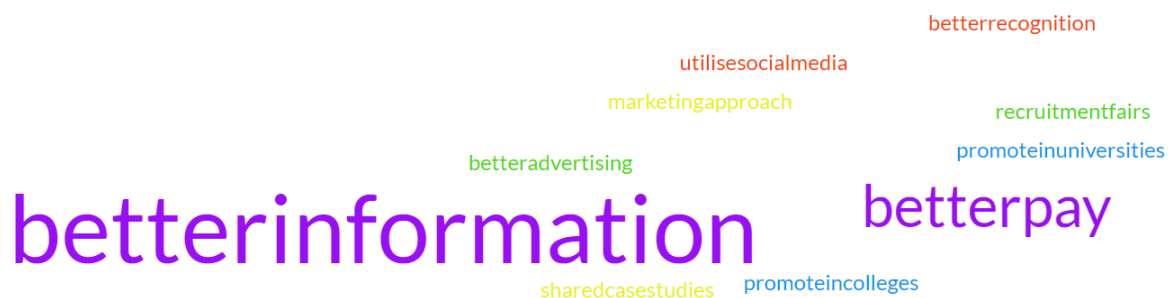 betterrecognition
utilisesocialmedia
marketingapproach
recruitmentfairs
promoteinuniversities
betteradvertising
betterinformation
betterpay
sharedcasestudies
promoteincolleges